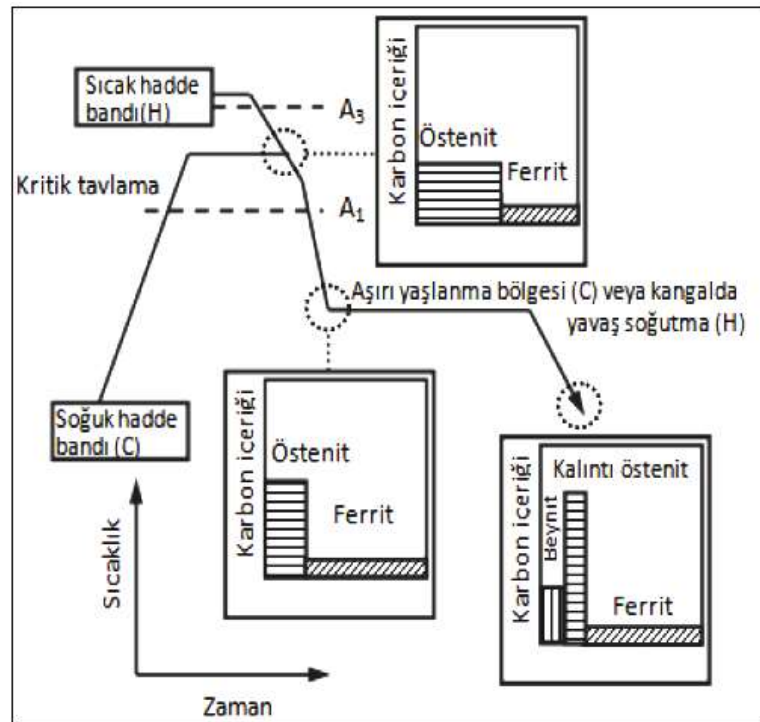 Sıcak hadde
bandı(H)
A3
Kritik tavlama
A1
Karbon içeriği
Östenit
Ferrit
Aşırı yaşlanma bölgesi (C) veya kangalda
yavaş soğutma (H)
Soğuk hadde
bandı (C)
Karbon içeriği
Östenit
Ferrit
Karbon içeriği
Beynıt
Kalıntı östenit
Ferrit
Sıcaklık
Zaman